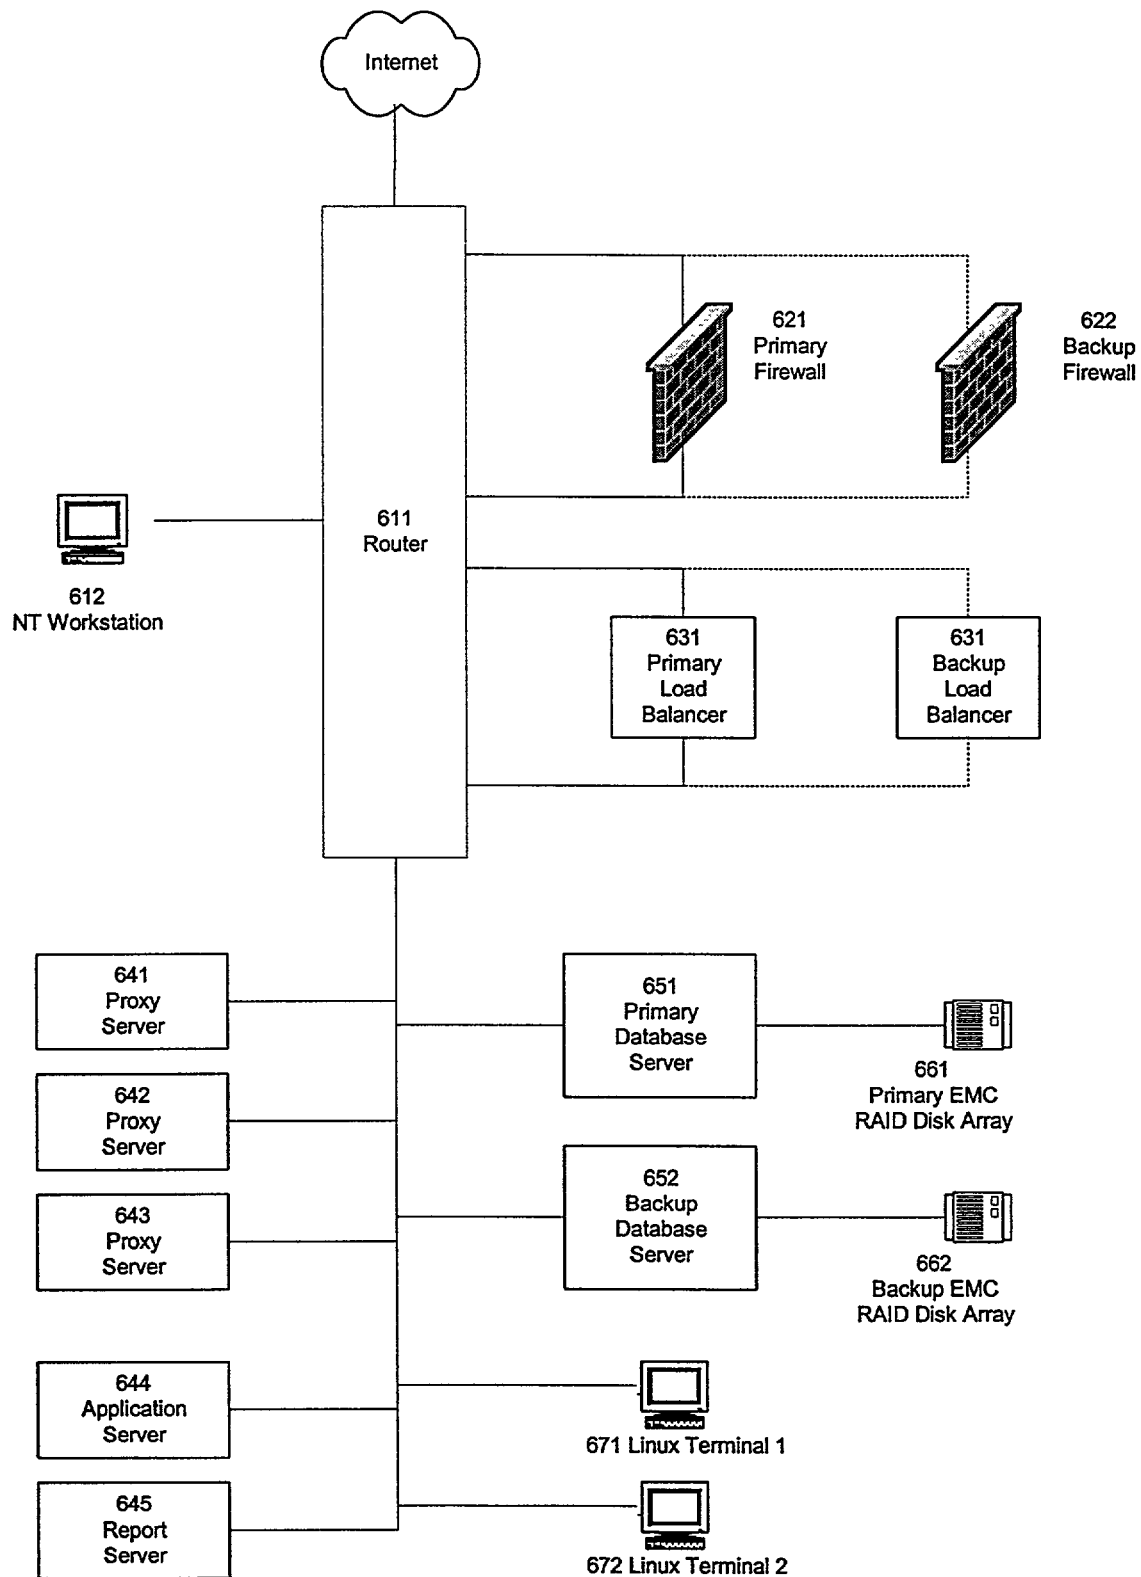 Internet
621
Primary
Firewall
622
Backup
Firewall
611
Router
612
NT Workstation
631
Primary
Load
Balancer
631
Backup
Load
Balancer
641
Proxy
Server
651
Primary
Database
Server
661
Primary EMC
RAID Disk Array
642
Proxy
Server
652
Backup
Database
Server
643
Proxy
Server
662
Backup EMC
RAID Disk Array
644
Application
Server
671 Linux Terminal 1
645
Report
Server
672 Linux Terminal 2